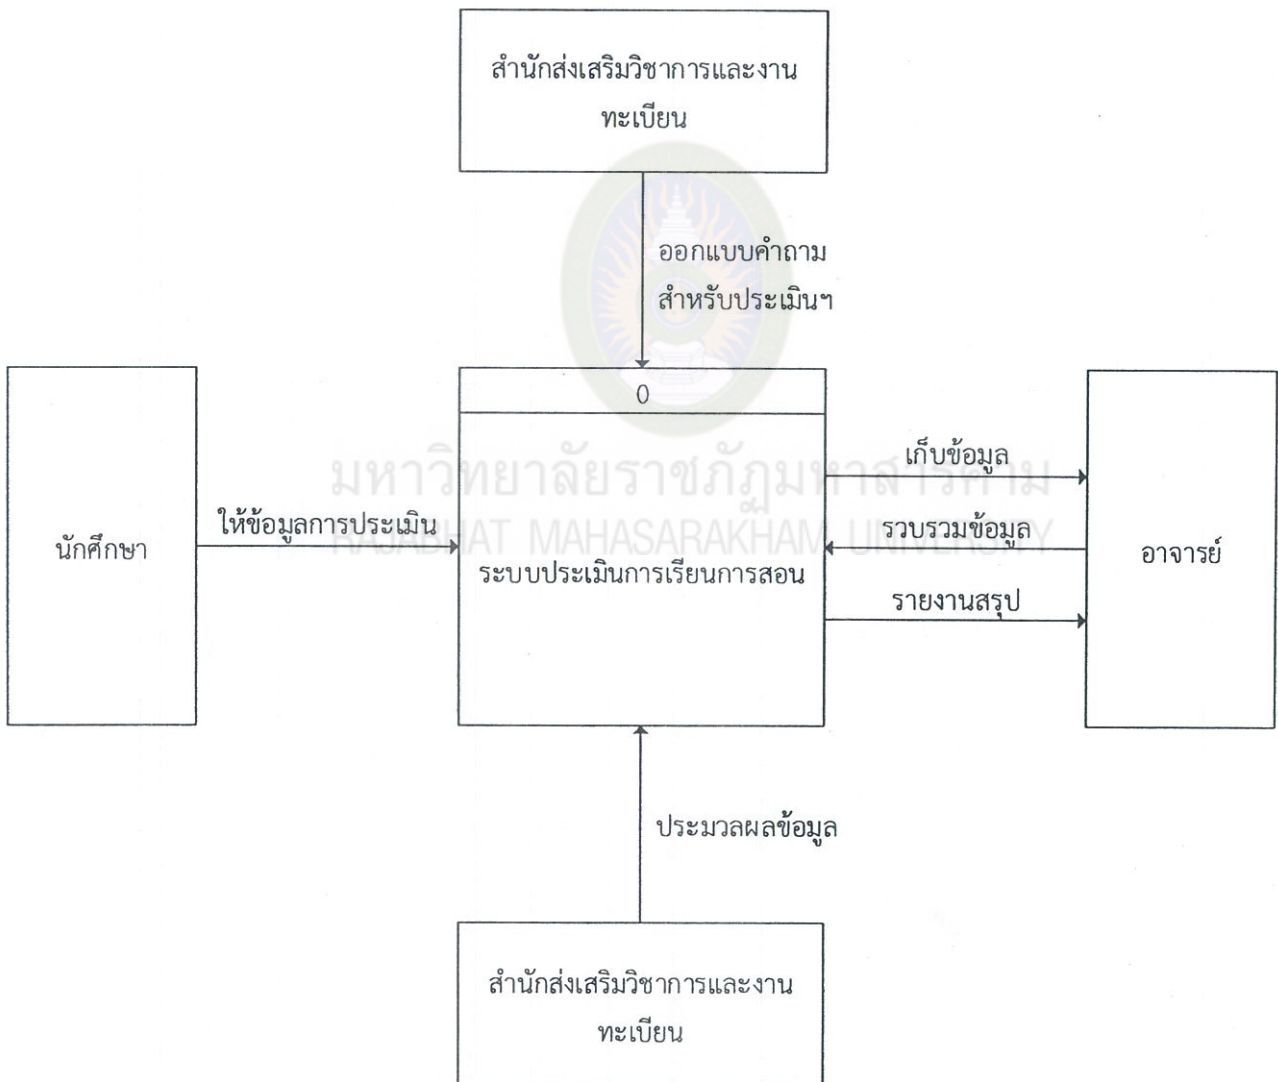 สำนักส่งเสริมวิชาการและงาน
ทะเบียน
ออกแบบคำถาม
สำหรับประเมินฯ
0
มหาวิทยาลัยราชภัฏมหาสารคาม
RAJABHAT MAHASARAKHAM UNIVERSITY
นักศึกษา
ให้ข้อมูลการประเมิน
ระบบประเมินการเรียนการสอน
เก็บข้อมูล
รวบรวมข้อมูล
รายงานสรุป
อาจารย์
ประมวลผลข้อมูล
สำนักส่งเสริมวิชาการและงาน
ทะเบียน